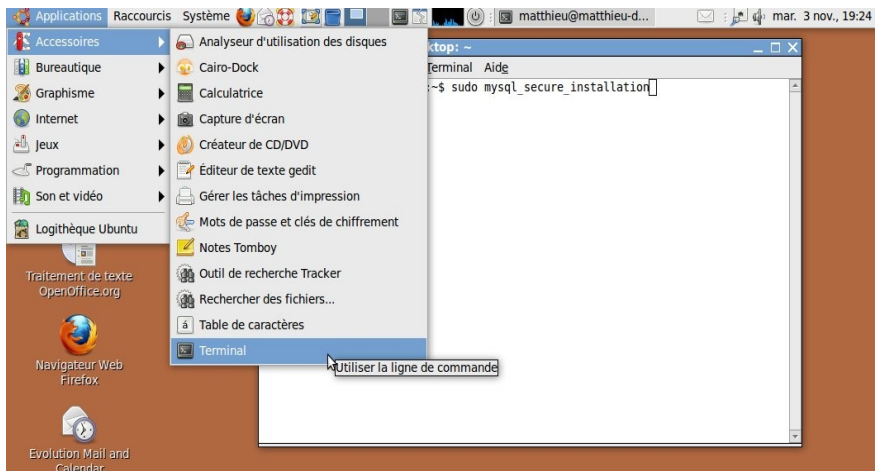 Applications Raccourcis Système matthieu@matthieu-d... mar. 3 nov., 19:24
Accessoires
Bureautique
Graphisme
Internet
Jeux
Programmation
Son et vidéo
Logithèque Ubuntu
Analyseur d'utilisation des disques
Cairo-Dock
Calculatrice
Capture d'écran
Créateur de CD/DVD
Éditeur de texte gedit
Gérer les tâches d'impression
Mots de passe et clés de chiffrement
Notes Tomboy
Outil de recherche Tracker
Rechercher des fichiers...
Table de caractères
Terminal
Utiliser la ligne de commande
ktop: ~
Terminal Aide
:~$ sudo mysql_secure_installation
Traitement de texte
OpenOffice.org
Navigateur Web
Firefox
Evolution Mail and
Calendar